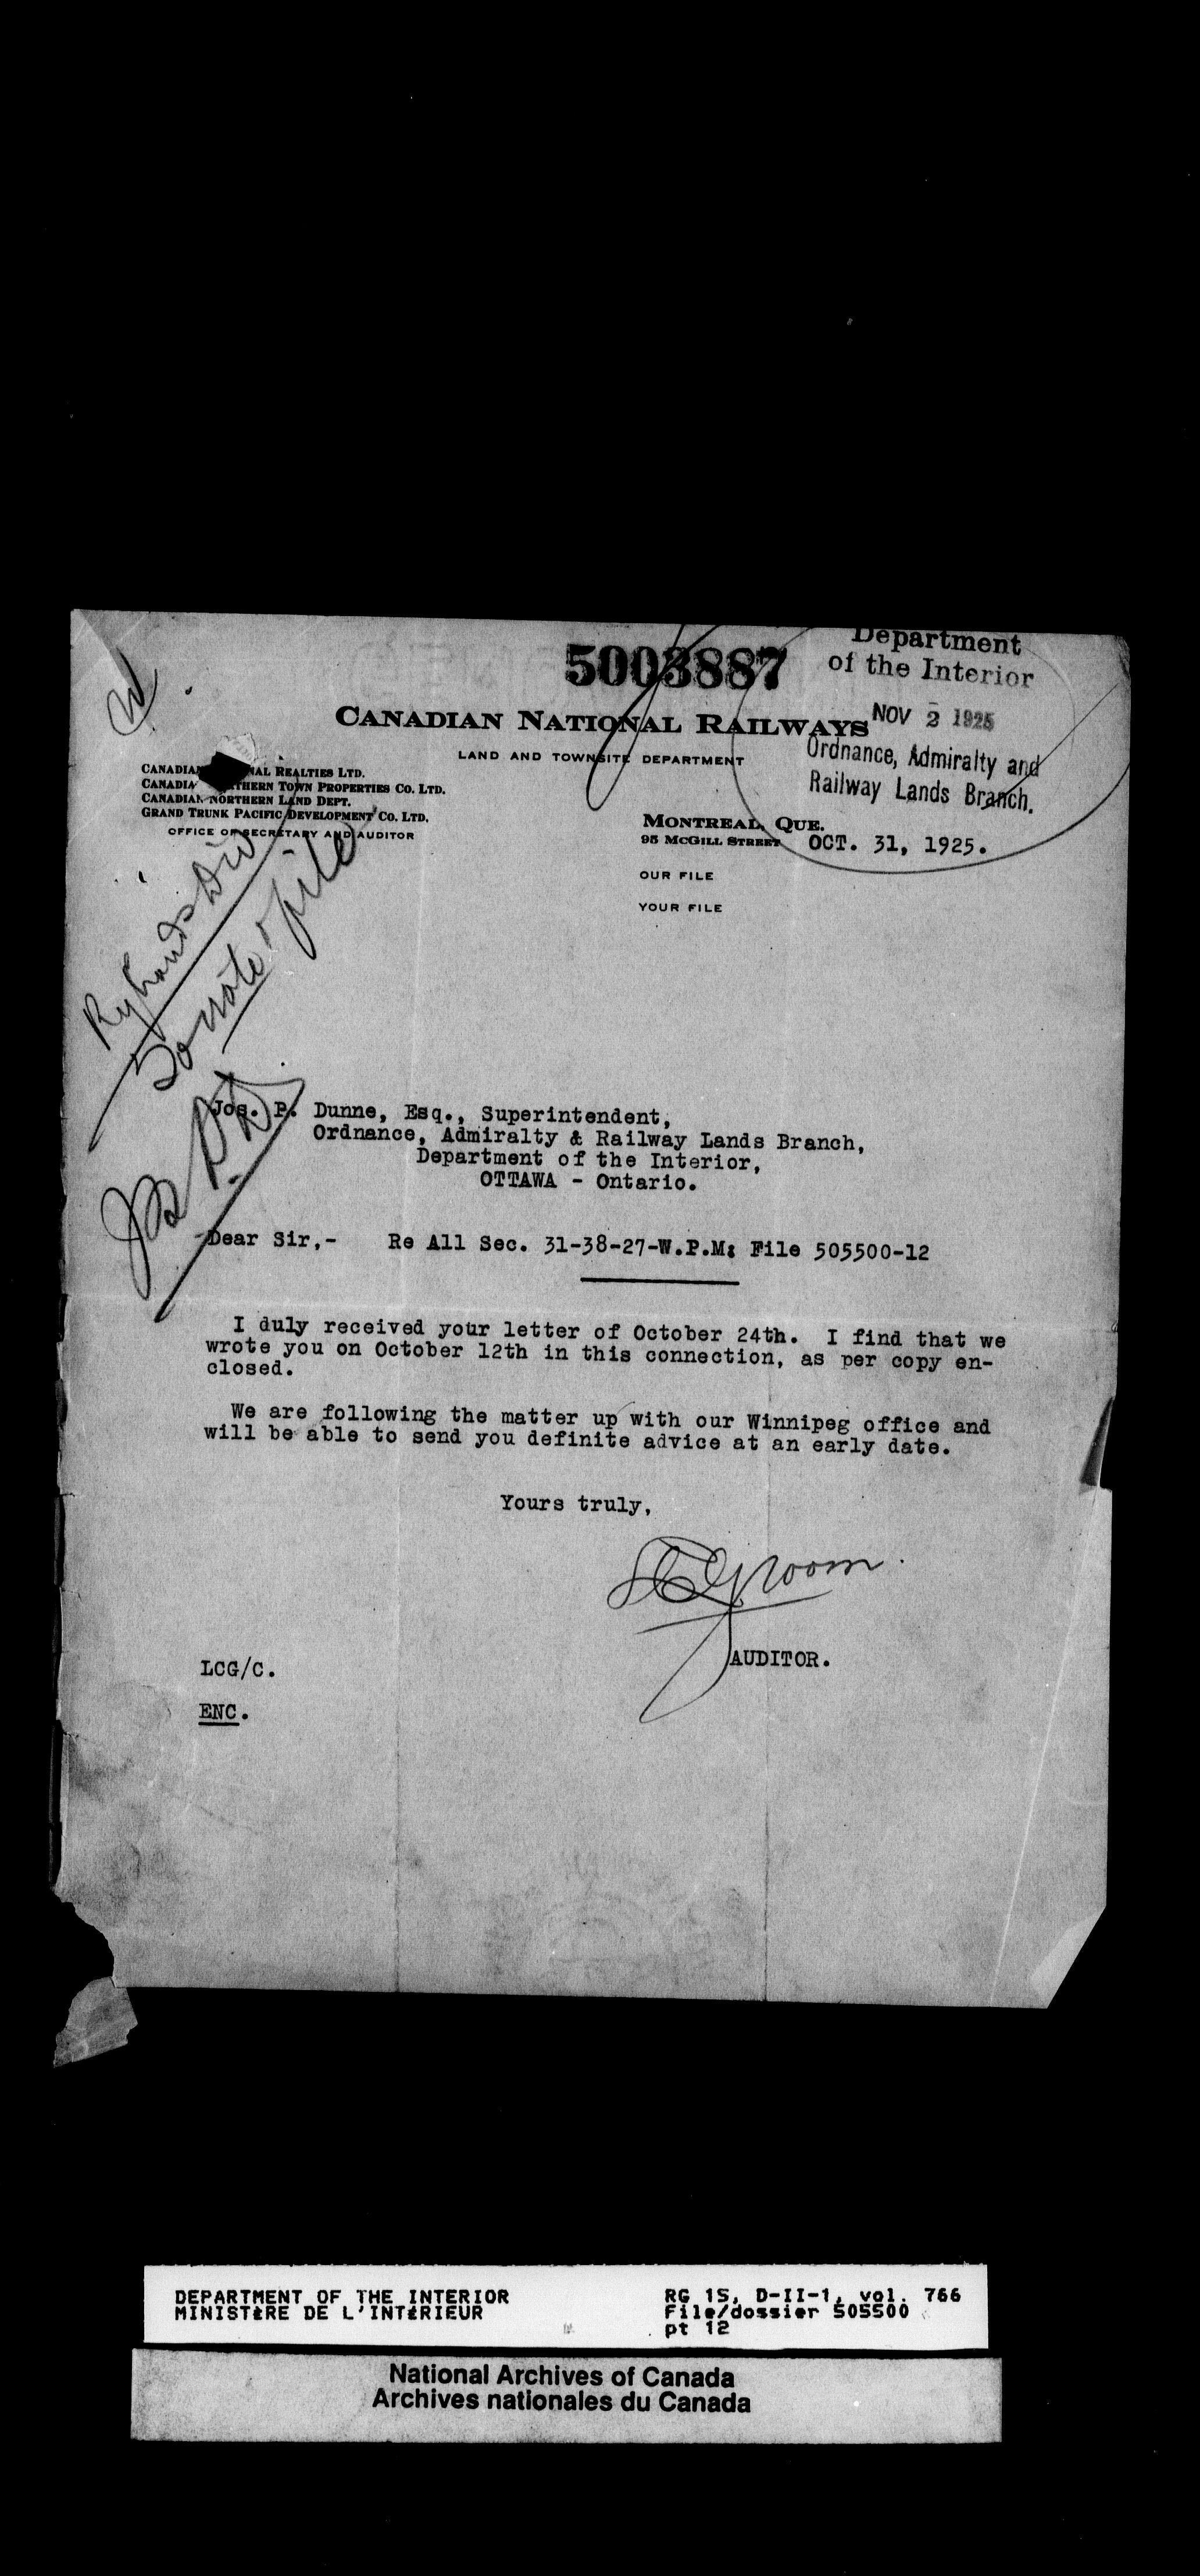 5003887
Department
of the Interior
NOV 2 1925
Ordnance, Admiralty and
Railway Lands Branch.
CANADIAN NATIONAL RAILWAYS
LAND AND TOWNSITE DEPARTMENT
CANADIAN NAL REALTIES LTD.
CANADIA THERN TOWN PROPERTIES CO. LTD.
CANADIAN NORTHERN LAND DEPT.
GRAND TRUNK PACIFIC DEVELOPMENT CO. LTD.
OFFICE OF SECRETARY AND AUDITOR
MONTREAL, QUE.
95 MCGILL STREET
OCT. 31, 1925.
OUR FILE
YOUR FILE
To note & file
J P D
Jos. P. Dunne, Esq., Superintendent,
Ordnance, Admiralty & Railway Lands Branch,
Department of the Interior,
OTTAWA - Ontario.
Dear Sir,- Re All Sec. 31-38-27-W.P.M: File 505500-12
I duly received your letter of October 24th. I find that we
wrote you on October 12th in this connection, as per copy en-
closed.
We are following the matter up with our Winnipeg office and
will be able to send you definite advice at an early date.
Yours truly,
LCGroom.
AUDITOR.
LCG/C.
ENC.
DEPARTMENT OF THE INTERIOR
MINISTÈRE DE L'INTÉRIEUR
RG 15, D-II-1, vol. 766
File/dossier 505500
pt 12
National Archives of Canada
Archives nationales du Canada